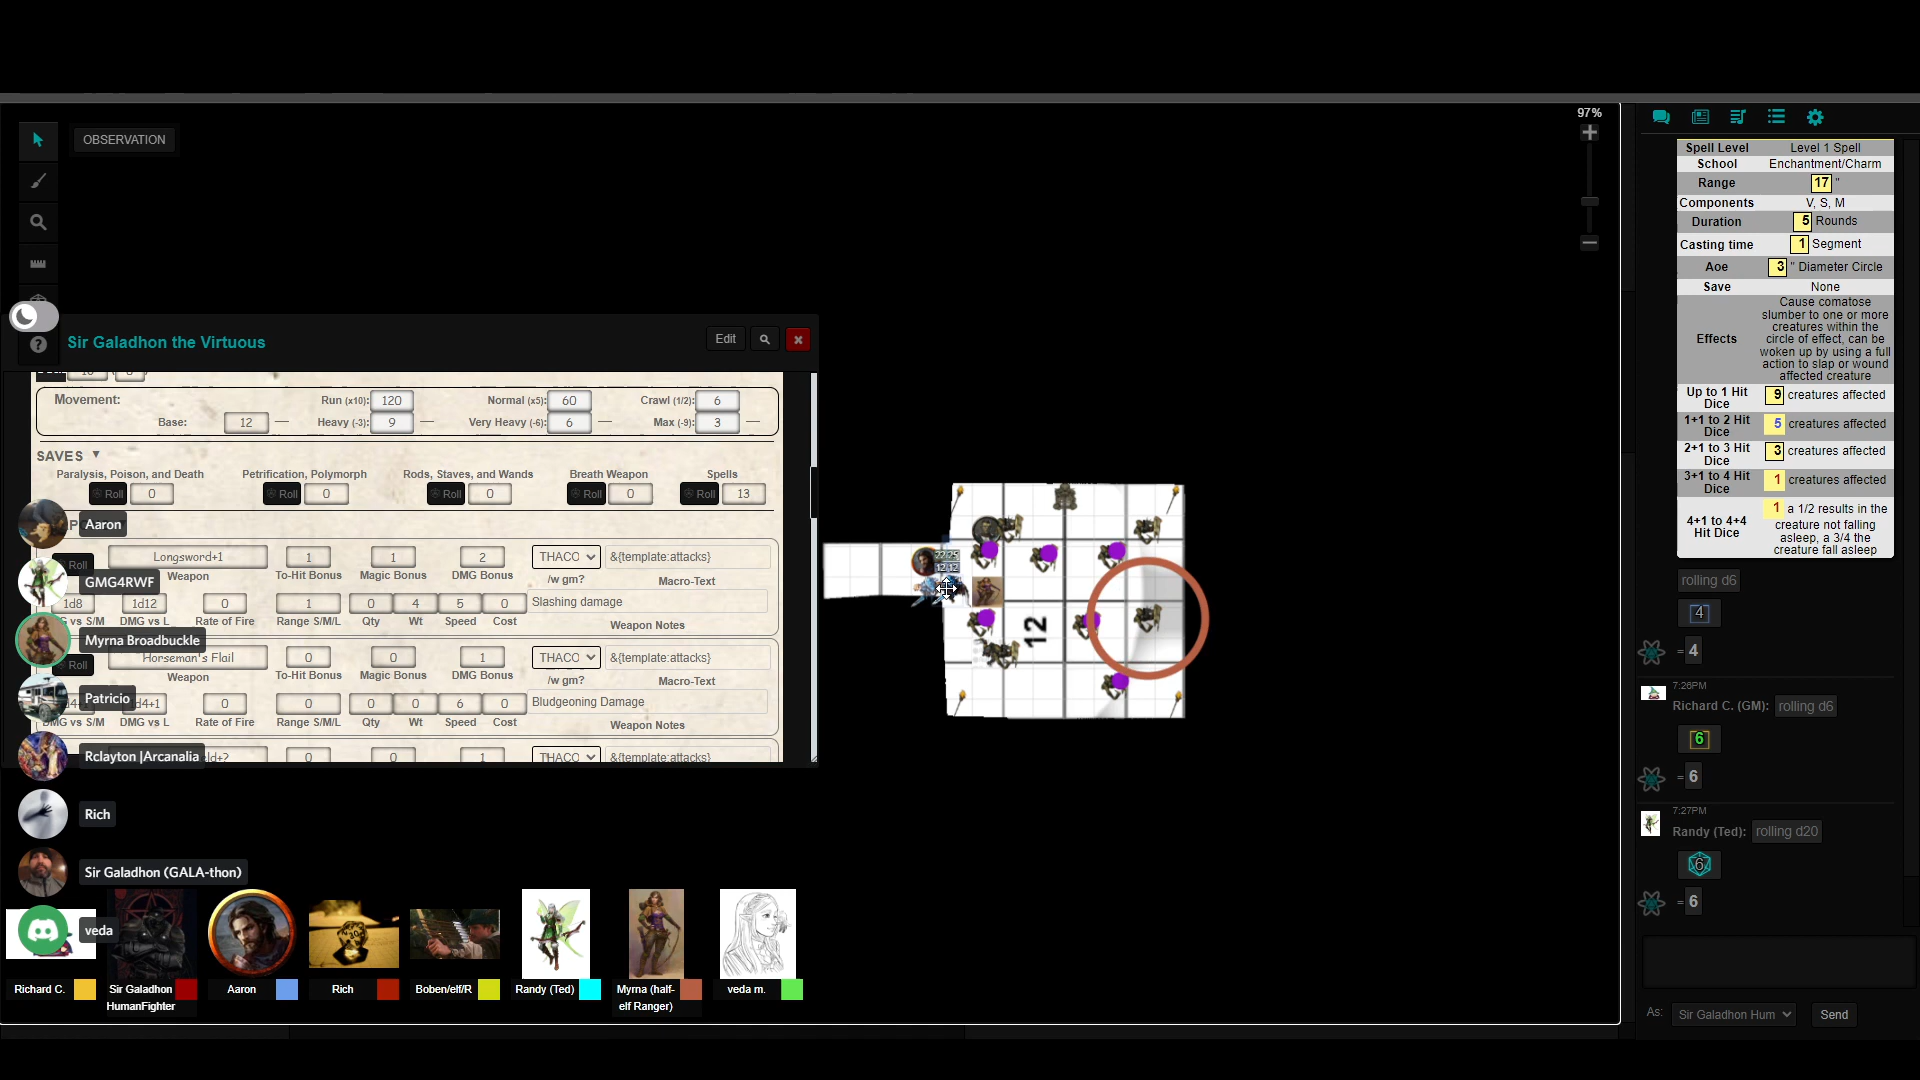 97%
OBSERVATION
Sir Galadhon the Virtuous
Edit
Movement:
Run (x10): 120
Normal (x5): 60
Crawl (1/2): 6
Base: 12
Heavy (-3): 9
Very Heavy (-6): 6
Max (-9): 3
SAVES
Paralysis, Poison, and Death
Petrification, Polymorph
Rods, Staves, and Wands
Breath Weapon
Spells
Roll 0
Roll 0
Roll 0
Roll 0
Roll 13
Roll
Longsword+1
1
1
2
THAC0
&{template:attacks}
Weapon
To-Hit Bonus
Magic Bonus
DMG Bonus
/w gm?
Macro-Text
1d8
1d12
0
1
0
4
5
0
Slashing damage
vs S/M
DMG vs L
Rate of Fire
Range S/M/L
Qty
Wt
Speed
Cost
Weapon Notes
Roll
Horseman's Flail
0
0
1
THAC0
&{template:attacks}
Weapon
To-Hit Bonus
Magic Bonus
DMG Bonus
/w gm?
Macro-Text
d4+1
0
0
0
0
6
0
Bludgeoning Damage
DMG vs S/M
DMG vs L
Rate of Fire
Range S/M/L
Qty
Wt
Speed
Cost
Weapon Notes
0
0
1
THAC0
&{template:attacks}
Aaron
GMG4RWF
Myrna Broadbuckle
Patricio
Rclayton |Arcanalia
Rich
Sir Galadhon (GALA-thon)
veda
Richard C.
Sir Galadhon
HumanFighter
Aaron
Rich
Boben/elf/R
Randy (Ted)
Myrna (half-
elf Ranger)
veda m.
22/25
12/12
12
Spell Level Level 1 Spell
School Enchantment/Charm
Range 17 "
Components V, S, M
Duration 5 Rounds
Casting time 1 Segment
Aoe 3 " Diameter Circle
Save None
Effects
Cause comatose
slumber to one or more
creatures within the
circle of effect, can be
woken up by using a full
action to slap or wound
affected creature
Up to 1 Hit
Dice
9 creatures affected
1+1 to 2 Hit
Dice
5 creatures affected
2+1 to 3 Hit
Dice
3 creatures affected
3+1 to 4 Hit
Dice
1 creatures affected
4+1 to 4+4
Hit Dice
1 a 1/2 results in the
creature not falling
asleep, a 3/4 the
creature fall asleep
rolling d6
4
= 4
7:26PM
Richard C. (GM): rolling d6
6
= 6
7:27PM
Randy (Ted): rolling d20
6
= 6
As: Sir Galadhon Hum
Send